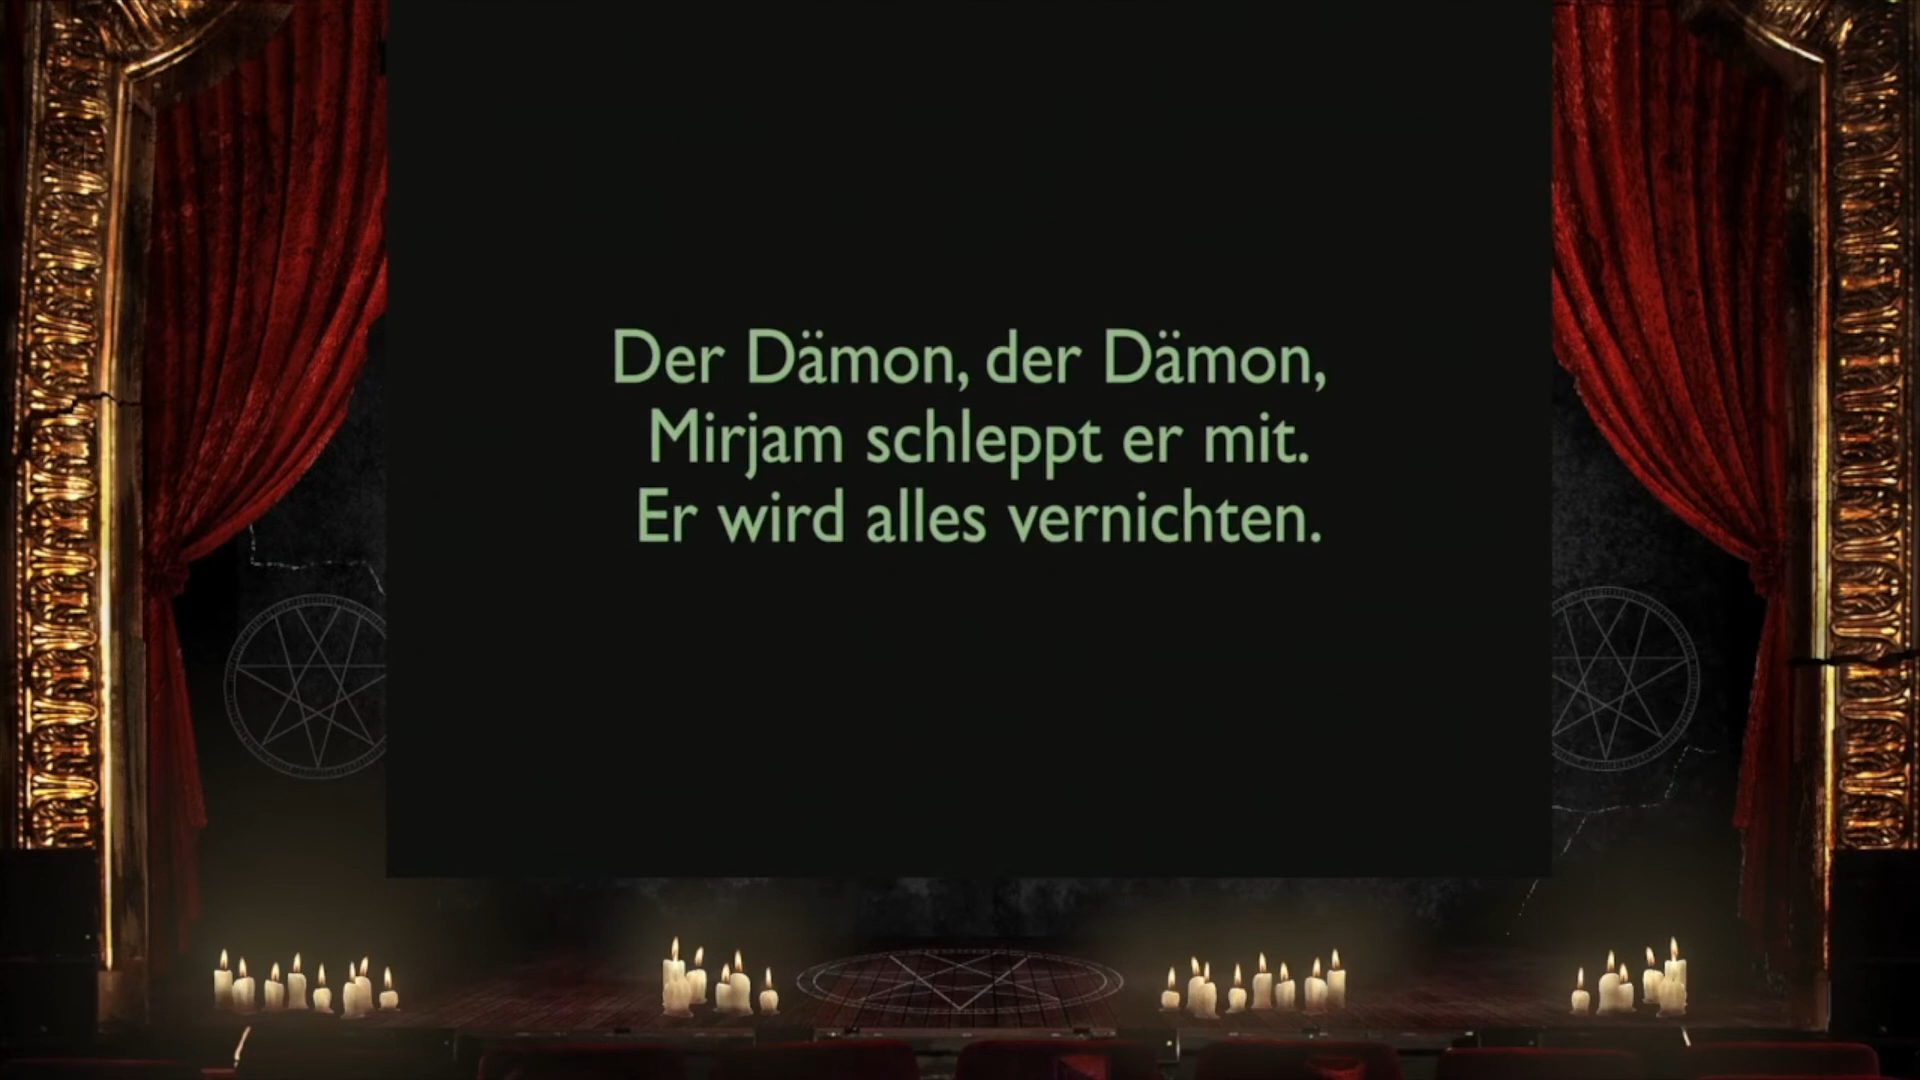 Der Dämon, der Dämon,
Mirjam schleppt er mit.
Er wird alles vernichten.